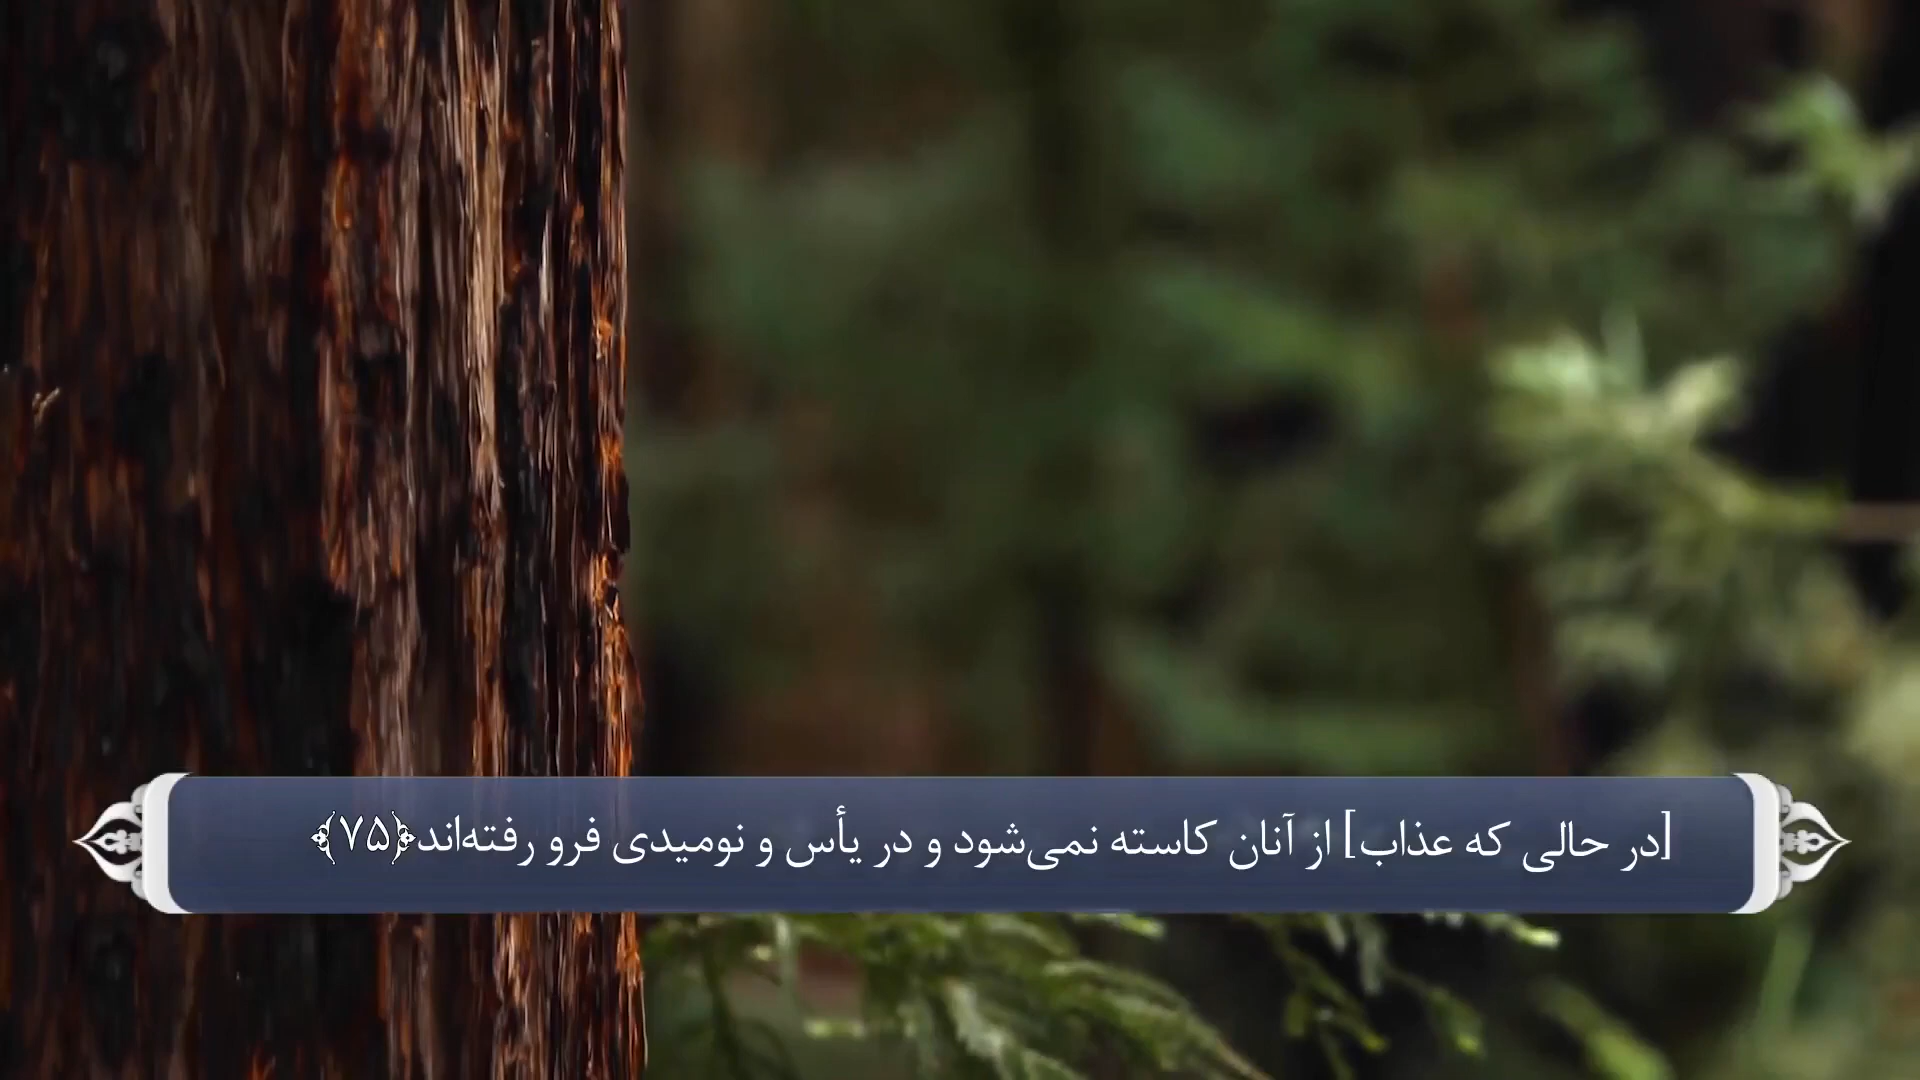 [در حالی که عذاب] از آنان کاسته نمی‌شود و در یأس و نومیدی فرو رفته‌اند﴿۷۵﴾